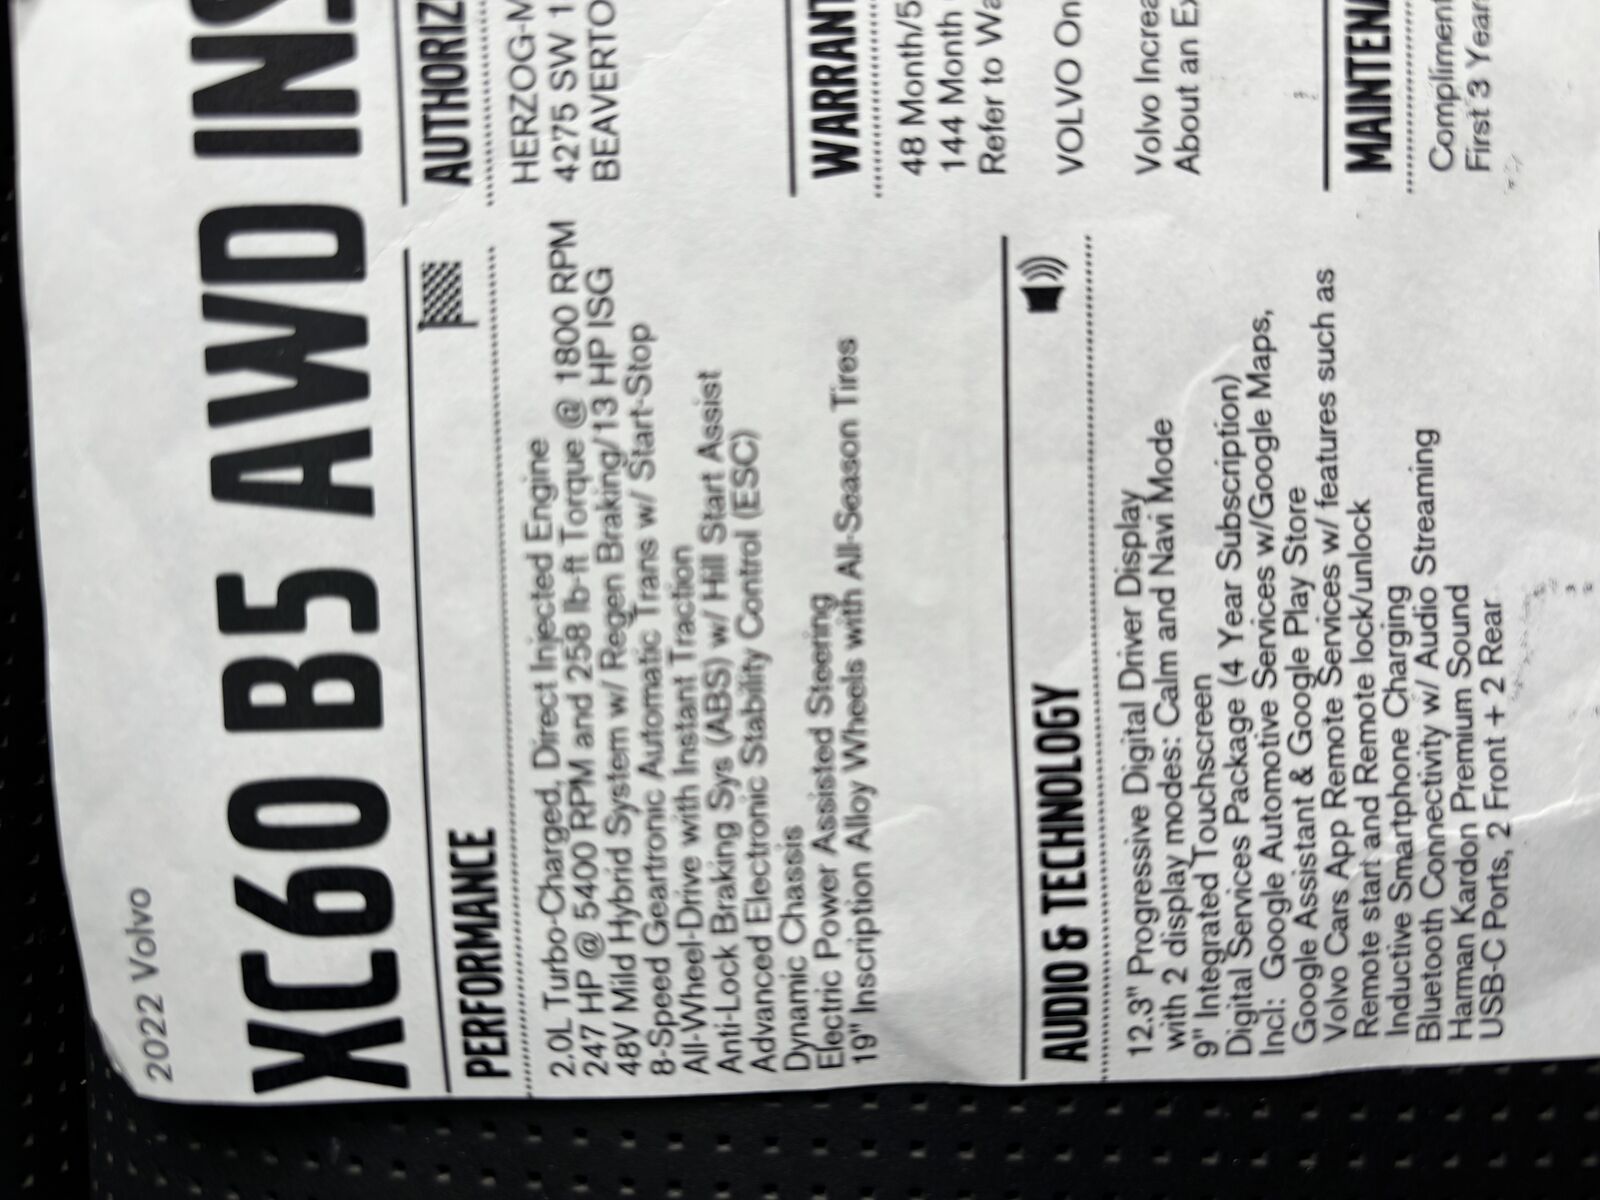 2022 Volvo
XC60 B5 AWD INS
PERFORMANCE
2.0L Turbo-Charged, Direct Injected Engine
247 HP @ 5400 RPM and 258 lb-ft Torque @ 1800 RPM
48V Mild Hybrid System w/ Regen Braking/13 HP ISG
8-Speed Geartronic Automatic Trans w/ Start-Stop
All-Wheel-Drive with Instant Traction
Anti-Lock Braking Sys (ABS) w/ Hill Start Assist
Advanced Electronic Stability Control (ESC)
Dynamic Chassis
Electric Power Assisted Steering
19" Inscription Alloy Wheels with All-Season Tires
AUDIO & TECHNOLOGY
12.3" Progressive Digital Driver Display
with 2 display modes: Calm and Navi Mode
9" Integrated Touchscreen
Digital Services Package (4 Year Subscription)
Incl: Google Automotive Services w/Google Maps,
Google Assistant & Google Play Store
Volvo Cars App Remote Services w/ features such as
Remote start and Remote lock/unlock
Inductive Smartphone Charging
Bluetooth Connectivity w/ Audio Streaming
Harman Kardon Premium Sound
USB-C Ports, 2 Front + 2 Rear
AUTHORIZ
HERZOG-M
4275 SW 1
BEAVERTO
WARRANT
48 Month/5
144 Month
Refer to Wa
VOLVO On
Volvo Increa
About an Ex
MAINTENA
Compliment
First 3 Year